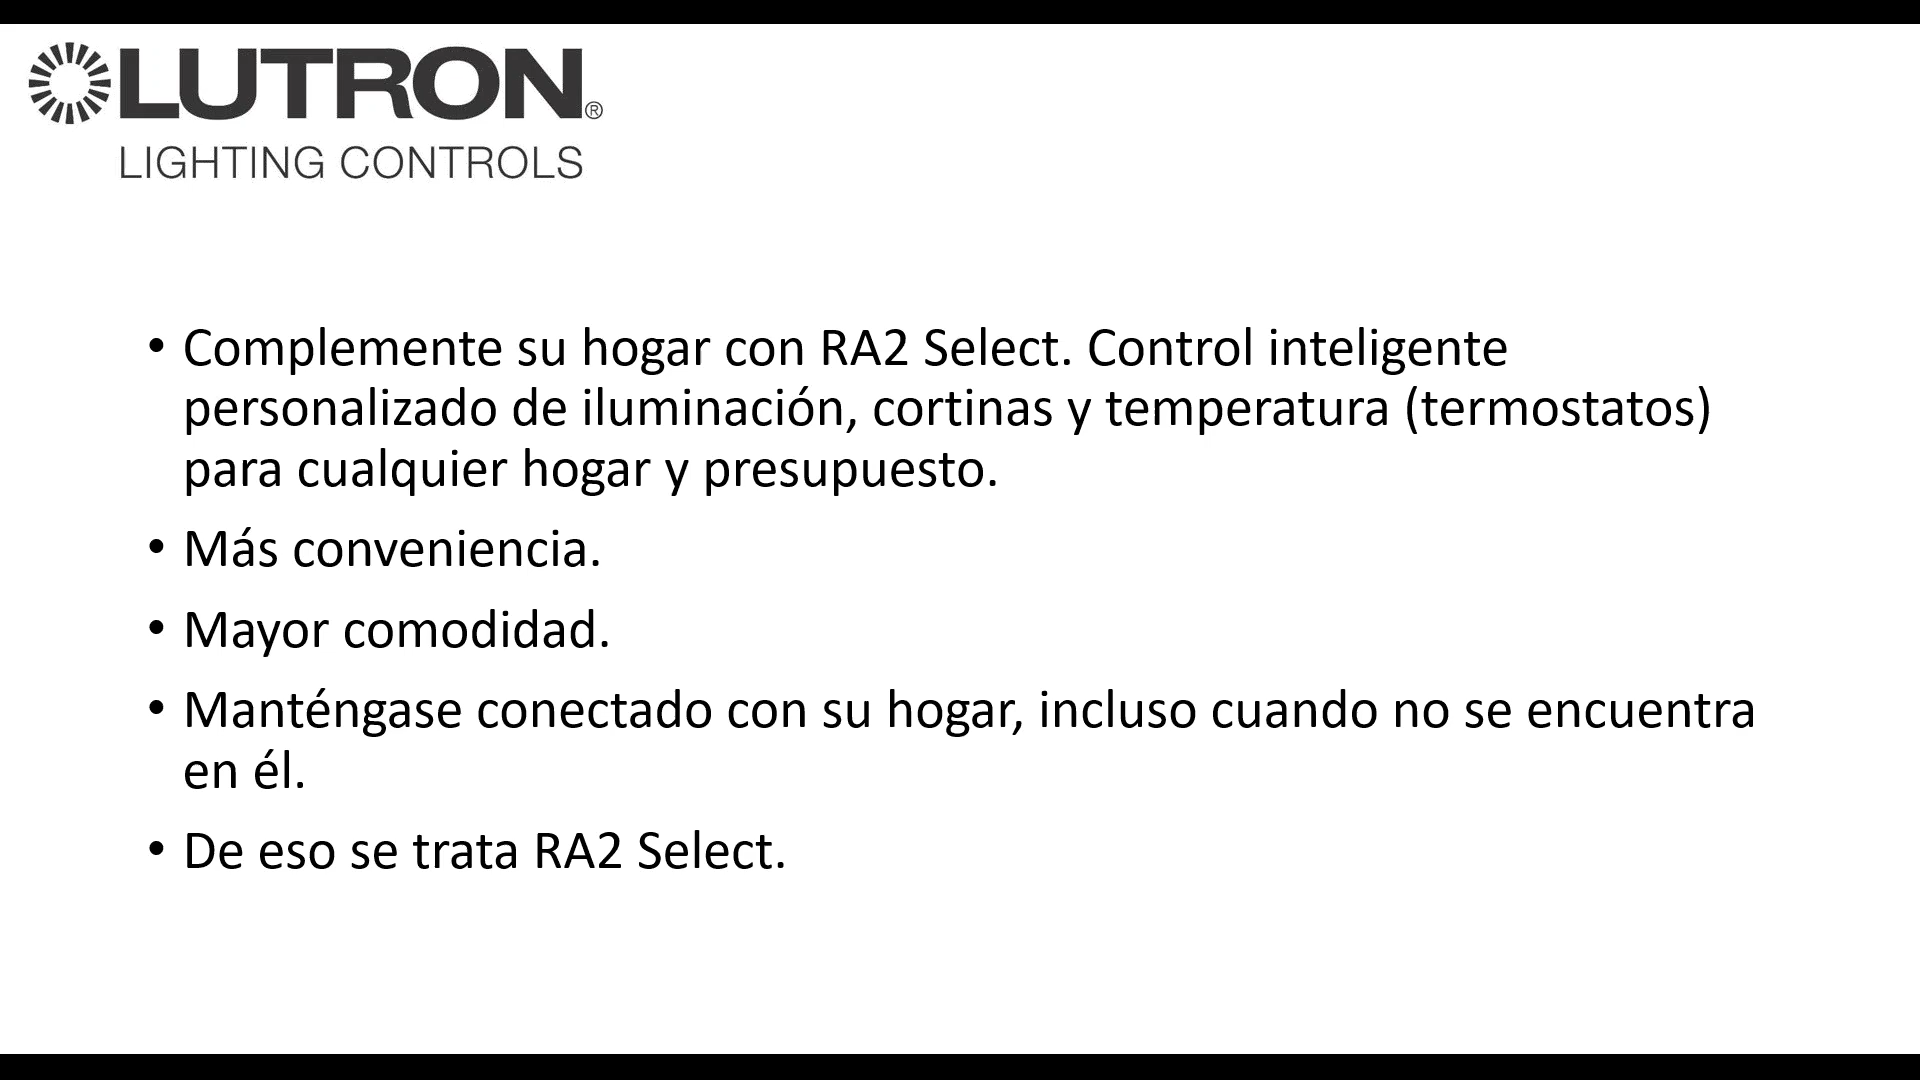 LUTRON®
LIGHTING CONTROLS
• Complemente su hogar con RA2 Select. Control inteligente
personalizado de iluminación, cortinas y temperatura (termostatos)
para cualquier hogar y presupuesto.
• Más conveniencia.
• Mayor comodidad.
• Manténgase conectado con su hogar, incluso cuando no se encuentra
en él.
• De eso se trata RA2 Select.